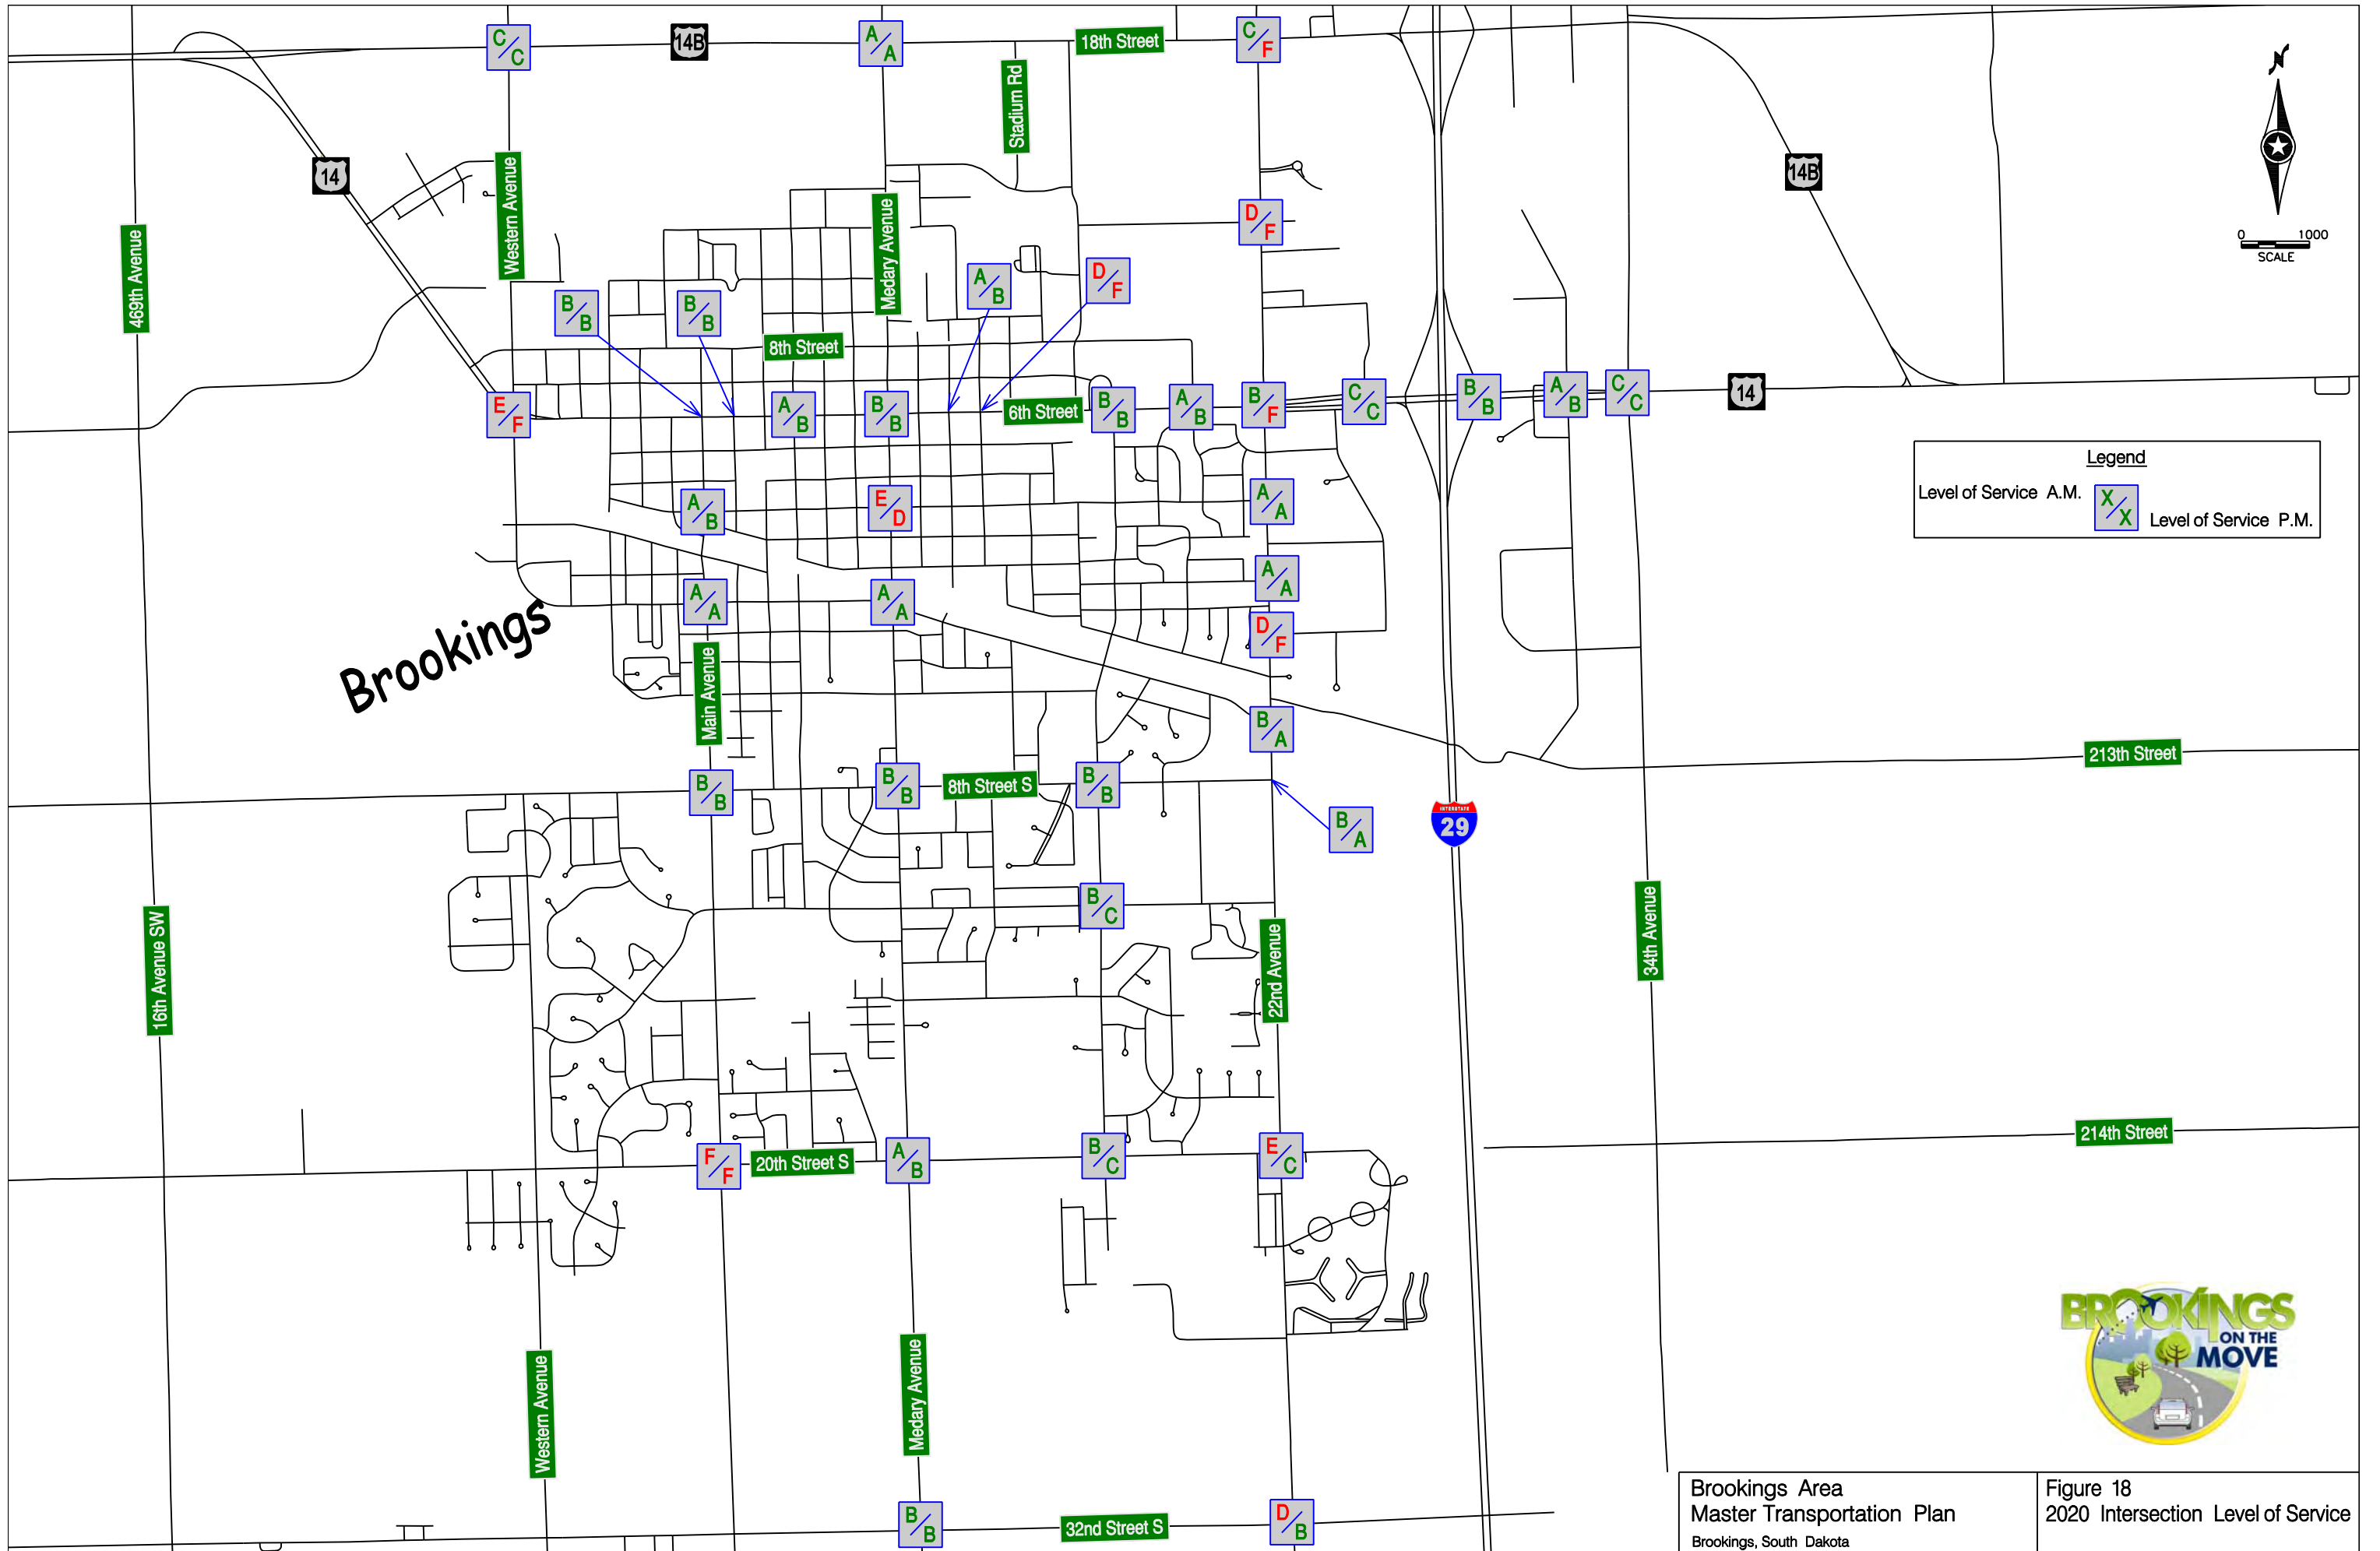 C/C
14B
A/A
18th Street
C/F
N
Stadium Rd
14
Western Avenue
14B
469th Avenue
Medary Avenue
D/F
0 1000
SCALE
B/B
B/B
A/B
D/F
8th Street
E/F
A/B
B/B
6th Street
B/B
A/B
B/F
C/C
B/B
A/B
C/C
14
Legend
Level of Service A.M.
X/X
Level of Service P.M.
A/B
E/D
A/A
A/A
A/A
A/A
D/F
Brookings
Main Avenue
B/A
213th Street
B/B
B/B
8th Street S
B/B
B/A
INTERSTATE
29
B/C
16th Avenue SW
22nd Avenue
34th Avenue
F/F
20th Street S
A/B
B/C
E/C
214th Street
BROOKINGS
ON THE
MOVE
Western Avenue
Medary Avenue
B/B
32nd Street S
D/B
Brookings Area
Master Transportation Plan
Brookings, South Dakota
Figure 18
2020 Intersection Level of Service